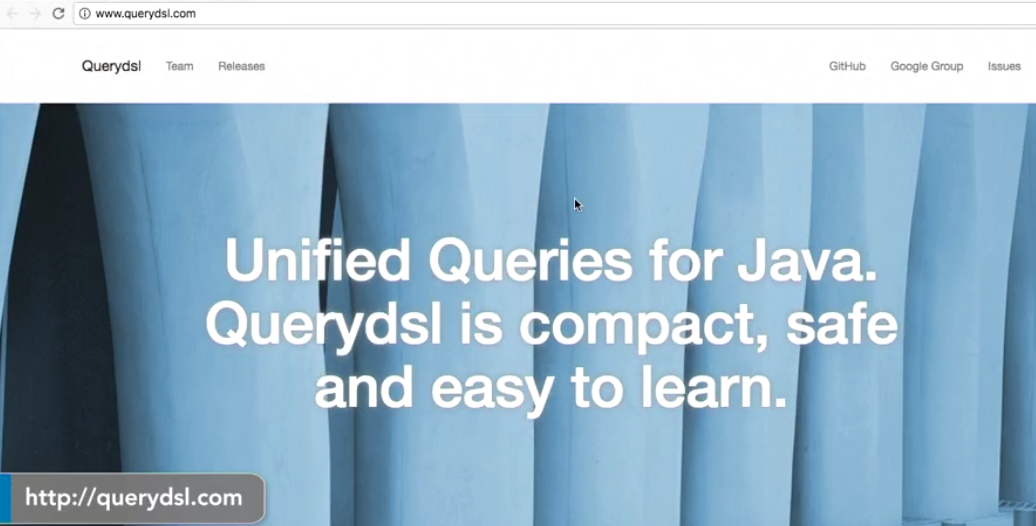 www.querydsl.com
Querydsl Team Releases GitHub Google Group Issues
Unified Queries for Java.
Querydsl is compact, safe
and easy to learn.
http://querydsl.com